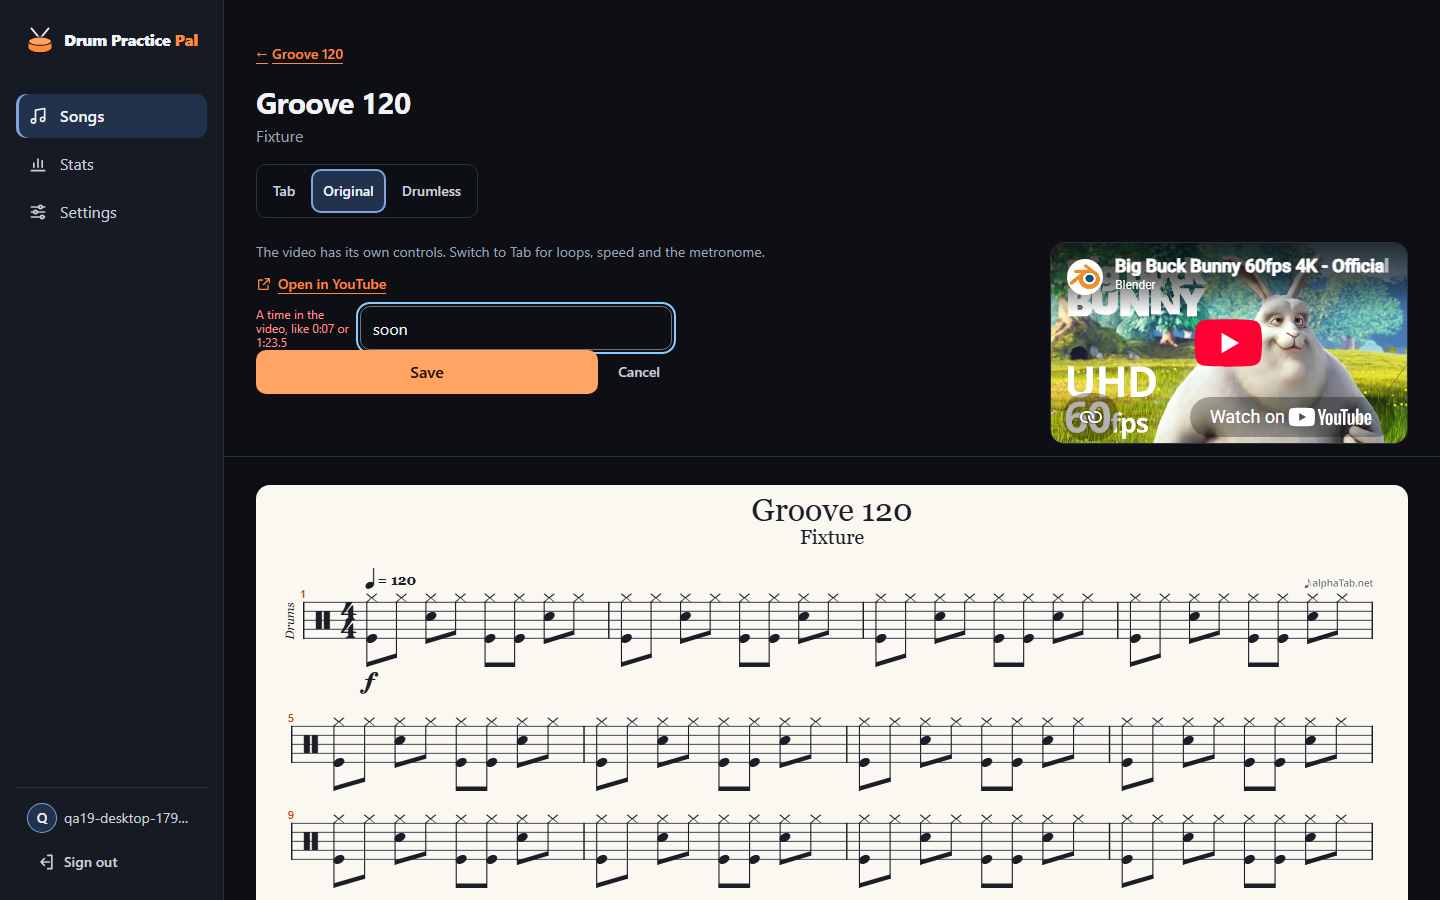 Drum Practice Pal
Songs
Stats
Settings
qa19-desktop-179...
Sign out
← Groove 120
Groove 120
Fixture
Tab
Original
Drumless
The video has its own controls. Switch to Tab for loops, speed and the metronome.
Open in YouTube
A time in the
video, like 0:07 or
1:23.5
soon
Save
Cancel
Big Buck Bunny 60fps 4K - Official
Blender
BUNNY
UHD
60fps
Watch on YouTube
Groove 120
Fixture
= 120
♪alphaTab.net
Drums
1
4
4
f
5
9
Q